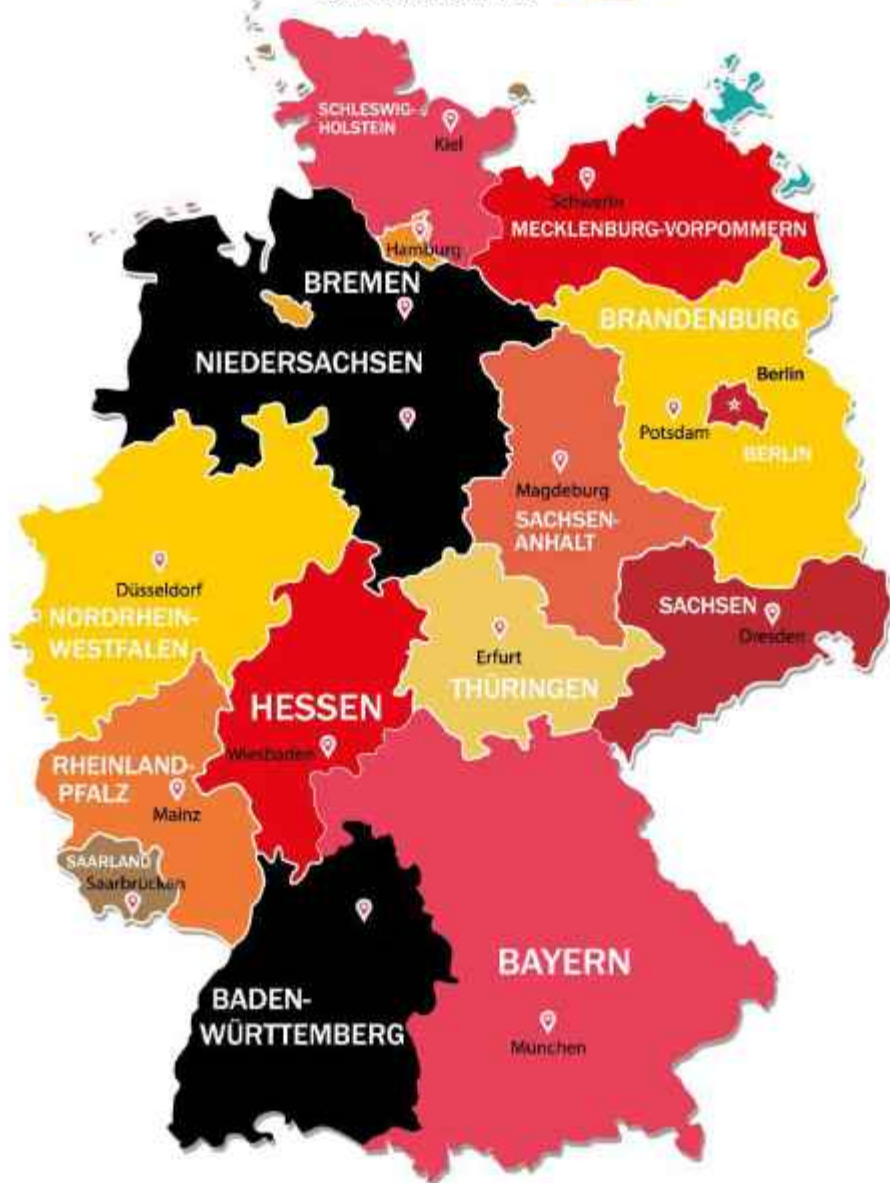 SCHLESWIG-
HOLSTEIN
Kiel
Schwerin
MECKLENBURG-VORPOMMERN
Hamburg
BREMEN
BRANDENBURG
NIEDERSACHSEN
Berlin
Potsdam
BERLIN
Magdeburg
SACHSEN-
ANHALT
Düsseldorf
NORDRHEIN-
WESTFALEN
SACHSEN
Dresden
Erfurt
THÜRINGEN
HESSEN
Wiesbaden
RHEINLAND-
PFALZ
Mainz
SAARLAND
Saarbrücken
BAYERN
BADEN-
WÜRTTEMBERG
München